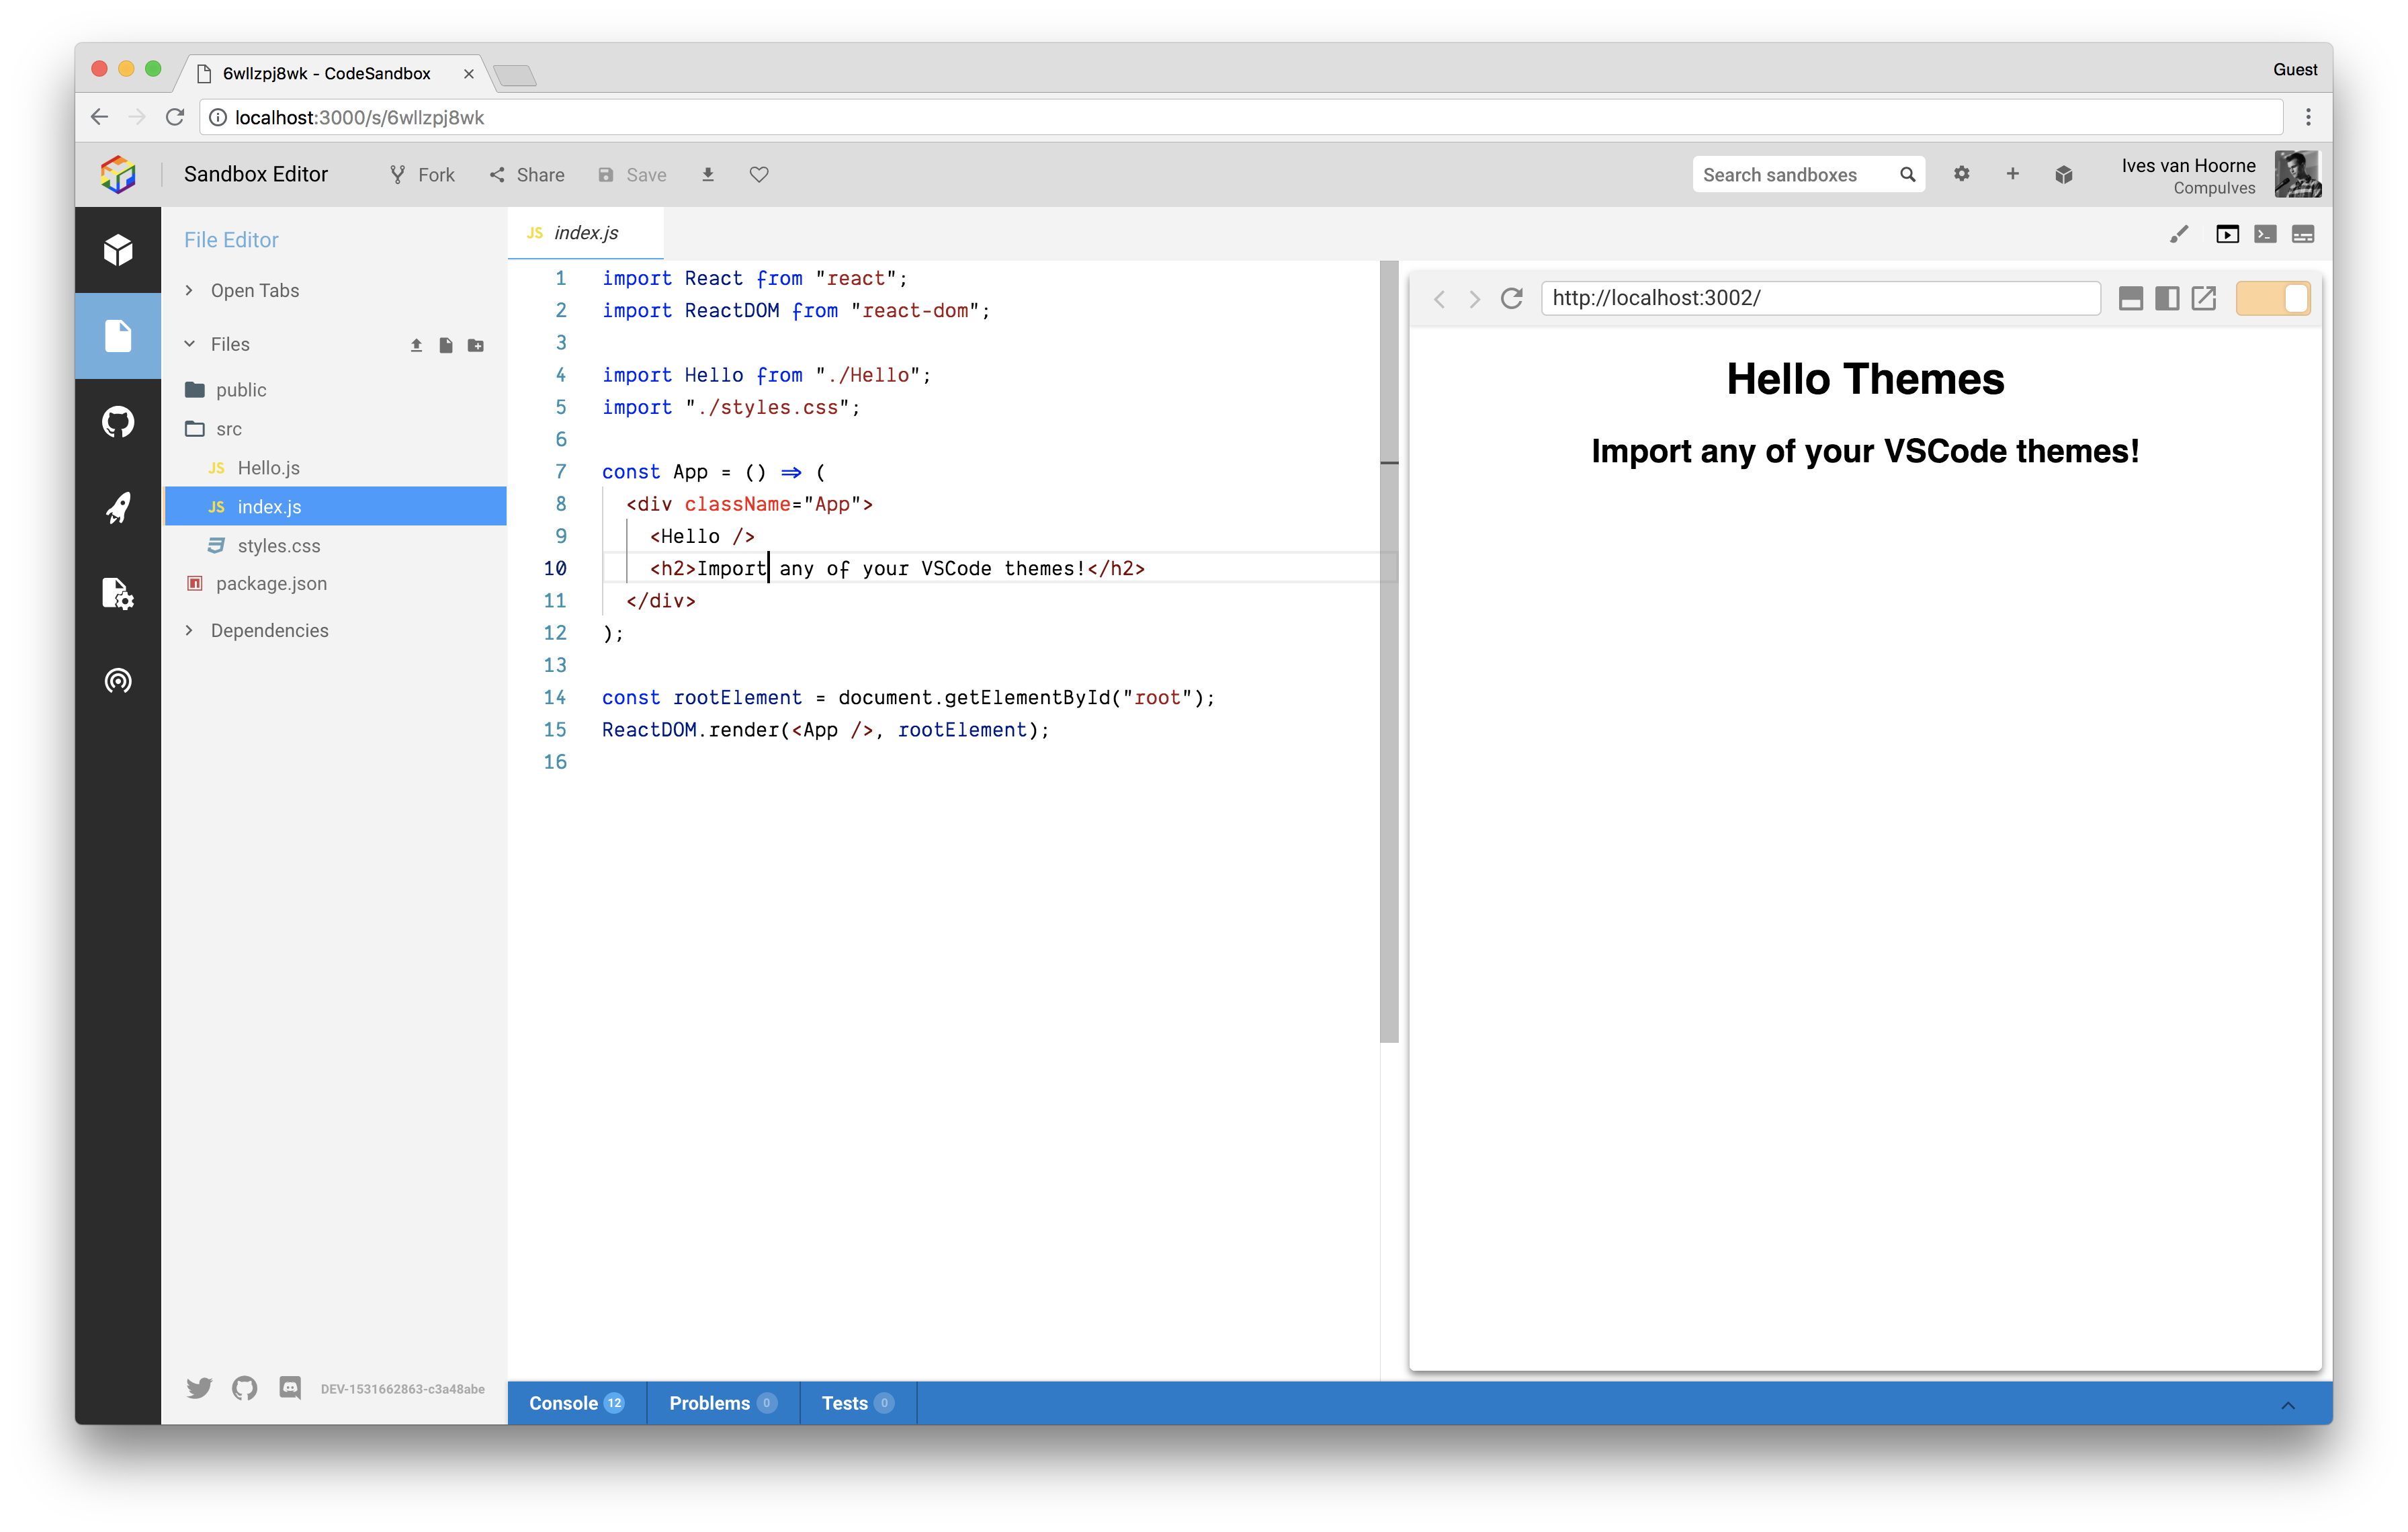 6wllzpj8wk - CodeSandbox
Guest
localhost:3000/s/6wllzpj8wk
Sandbox Editor
Fork
Share
Save
Search sandboxes
Ives van Hoorne
CompuIves
File Editor
Open Tabs
Files
public
src
JS Hello.js
JS index.js
styles.css
package.json
Dependencies
DEV-1531662863-c3a48abe
JS index.js
1 import React from "react";
2 import ReactDOM from "react-dom";
3
4 import Hello from "./Hello";
5 import "./styles.css";
6
7 const App = () => (
8 <div className="App">
9 <Hello />
10 <h2>Import any of your VSCode themes!</h2>
11 </div>
12 );
13
14 const rootElement = document.getElementById("root");
15 ReactDOM.render(<App />, rootElement);
16
http://localhost:3002/
Hello Themes
Import any of your VSCode themes!
Console 12
Problems 0
Tests 0